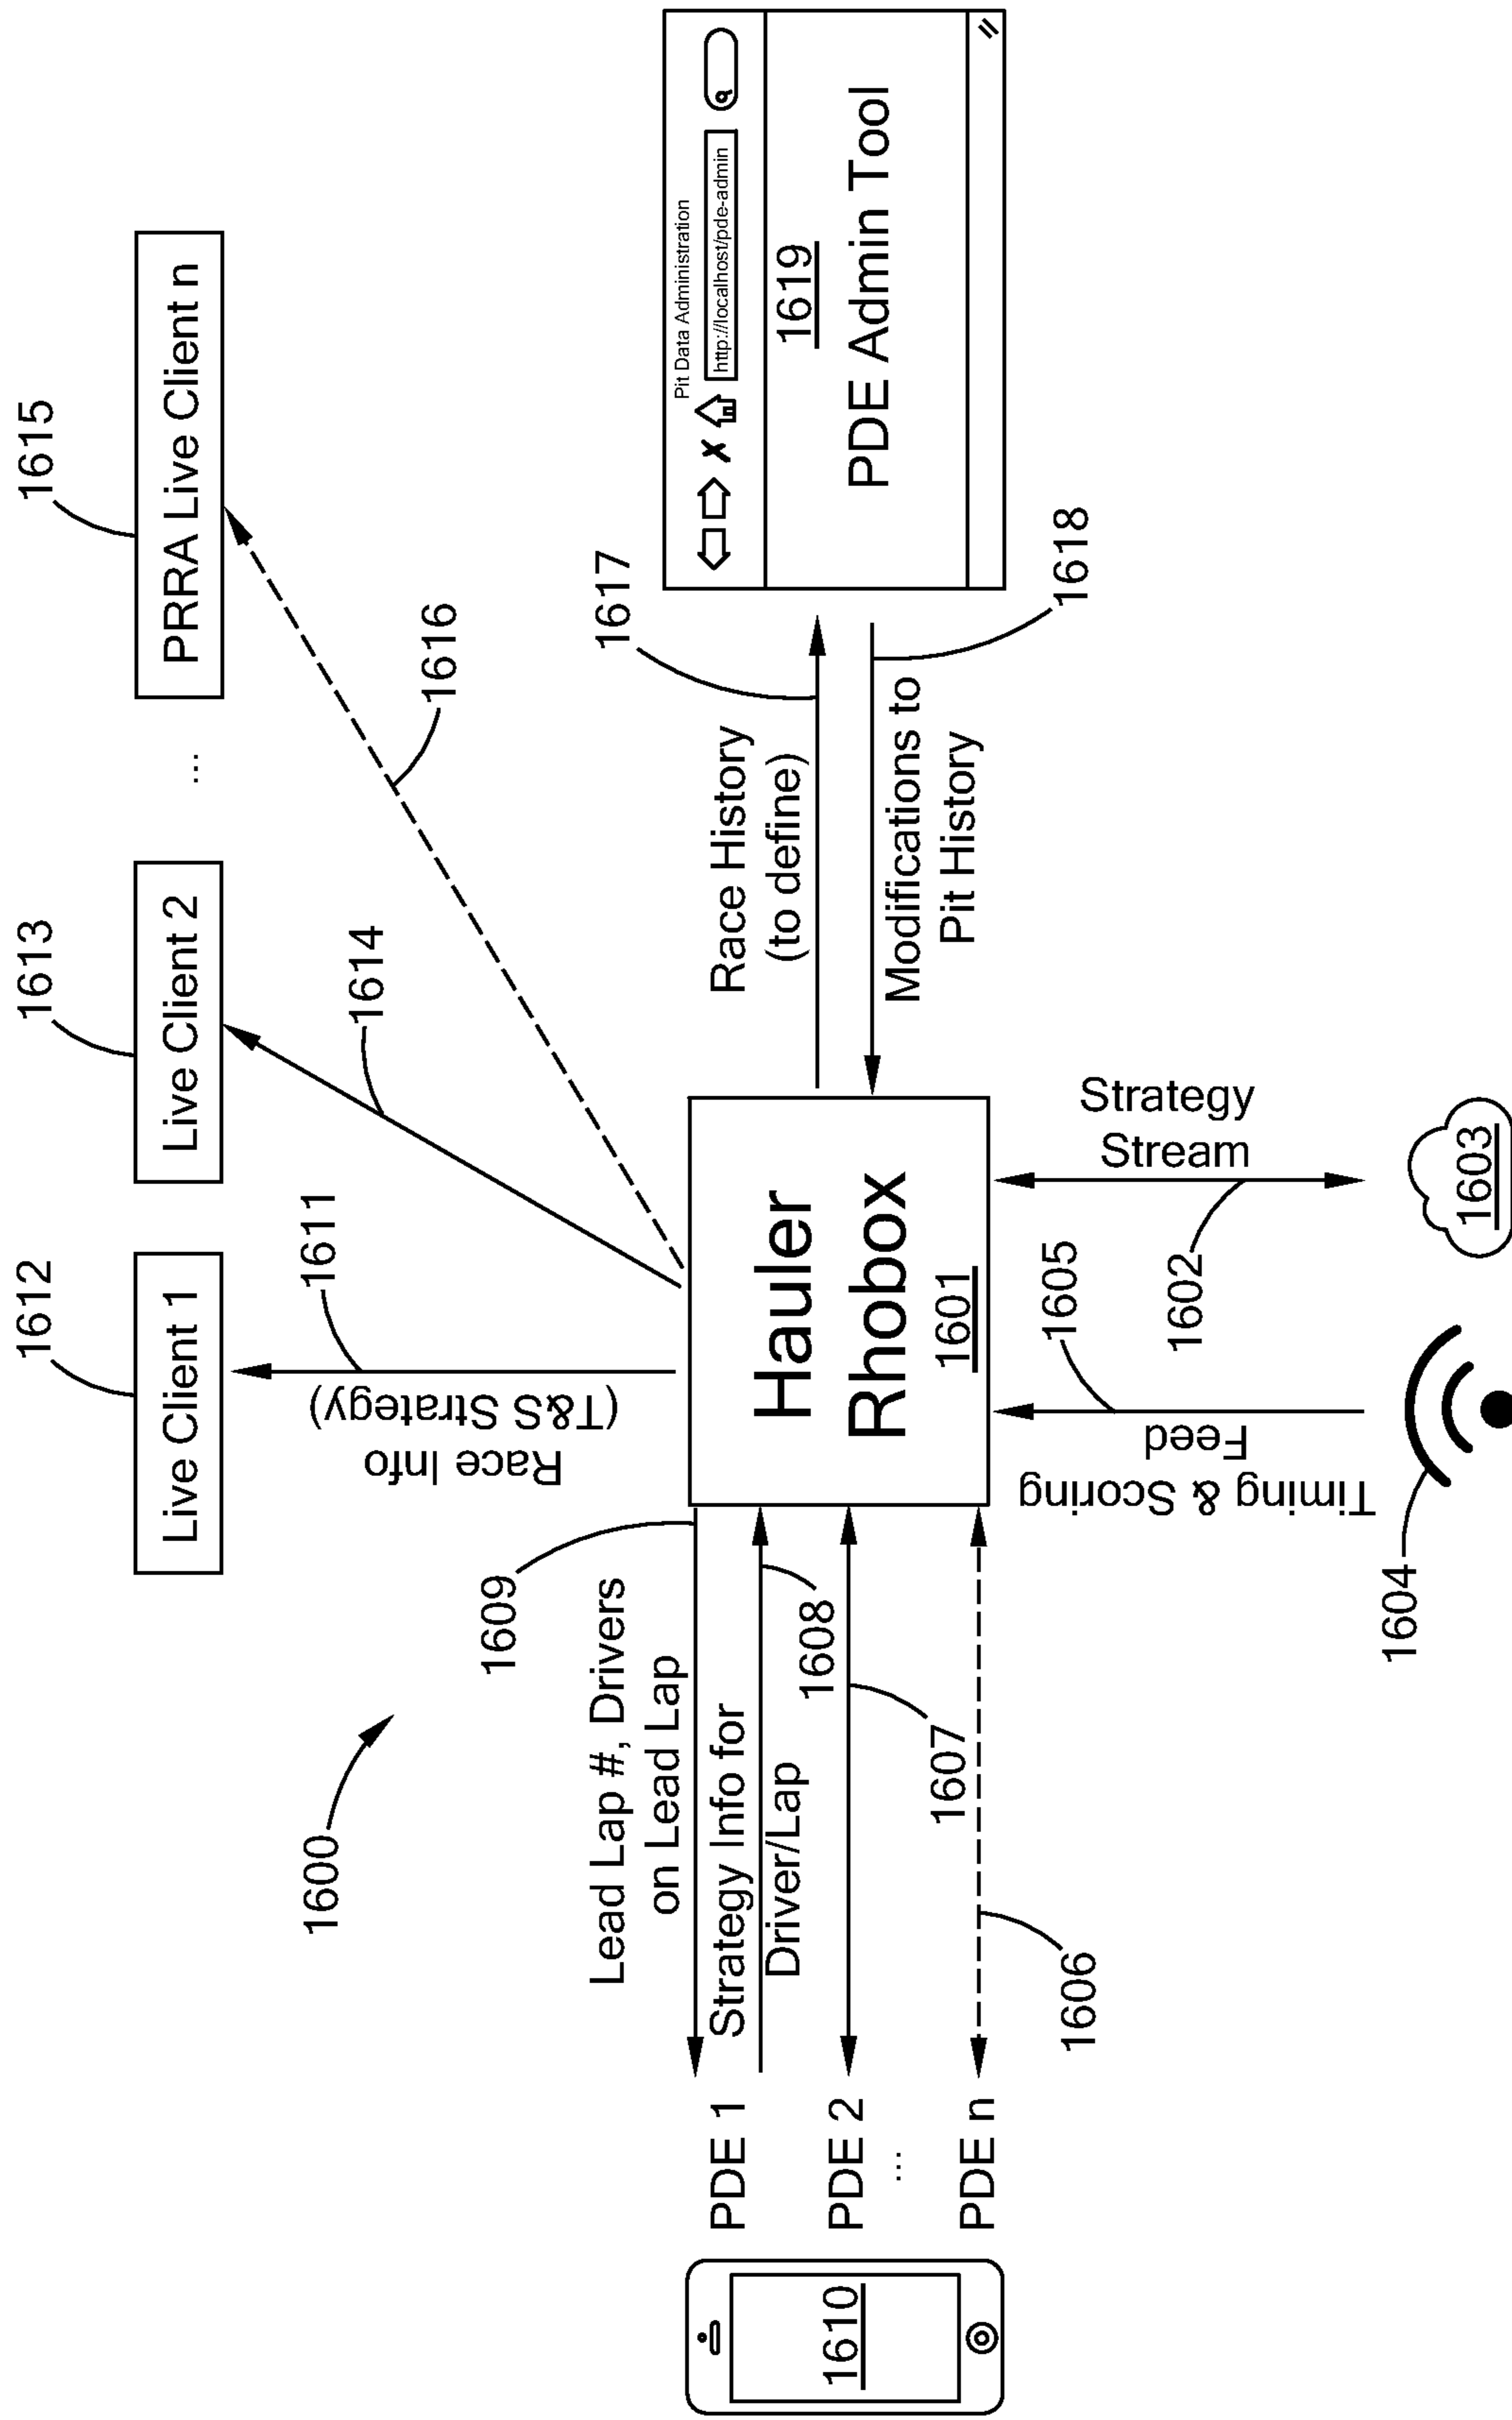 1612
1613
1615
Live Client 1
Live Client 2
...
PRRA Live Client n
1611
1614
1616
Race Info
(T&S Strategy)
1600
1609
Lead Lap #, Drivers
on Lead Lap
Strategy Info for
Driver/Lap
1608
1607
1606
PDE 1
PDE 2
...
PDE n
1610
Hauler
Rhobox
1601
1617
Race History
(to define)
Modifications to
Pit History
1618
Pit Data Administration
http://localhost/pde-admin
1619
PDE Admin Tool
Timing & Scoring
Feed
1605
1604
Strategy
Stream
1602
1603